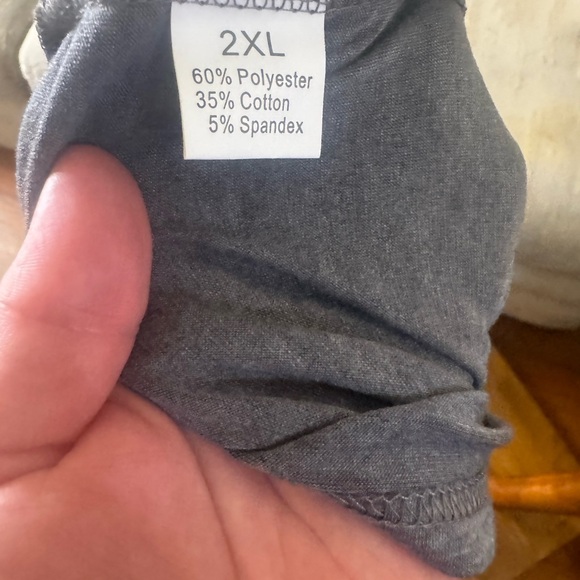 2XL
60% Polyester
35% Cotton
5% Spandex